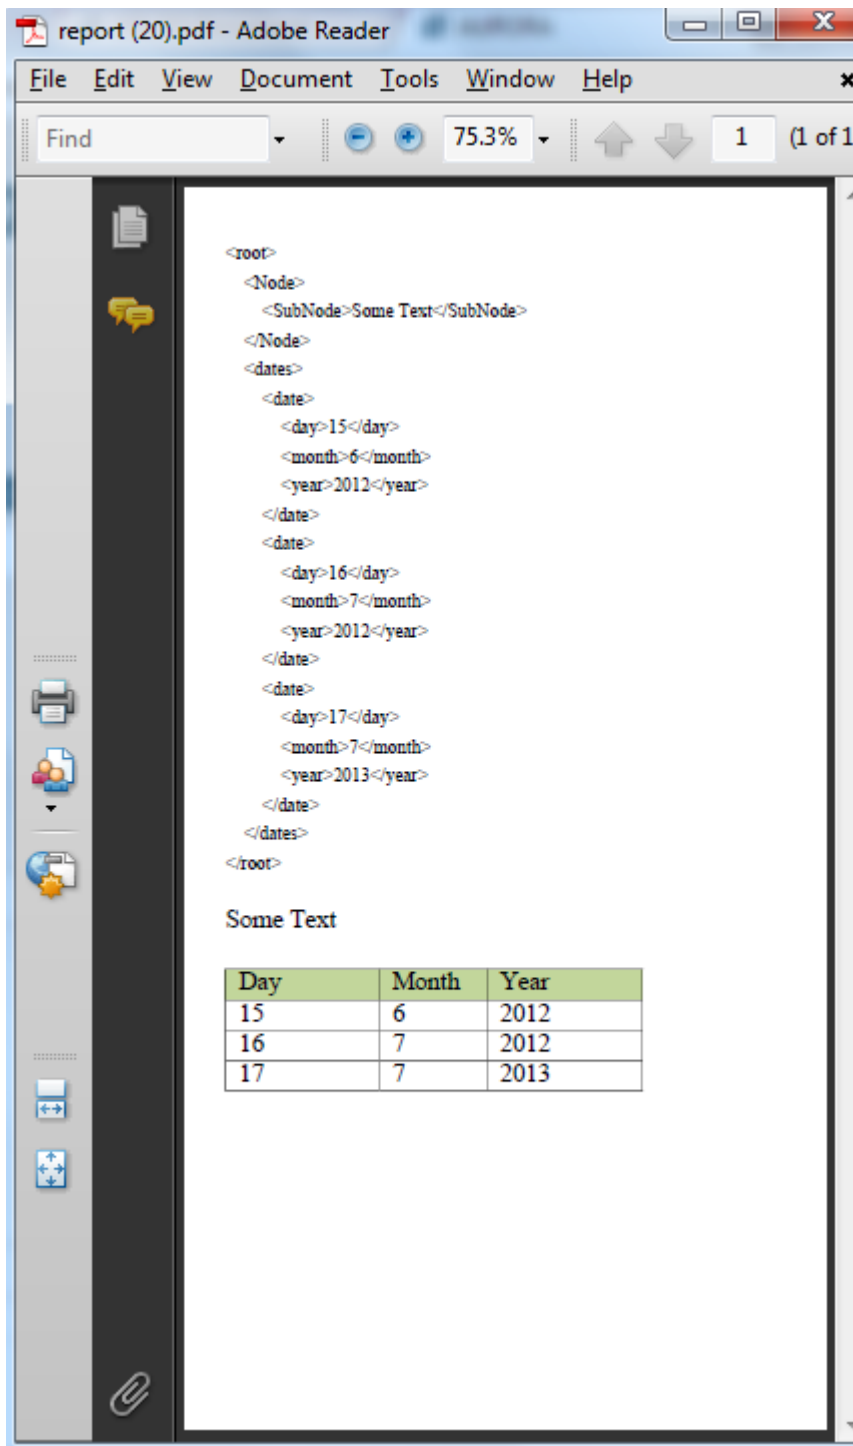 report (20).pdf - Adobe Reader
File Edit View Document Tools Window Help
Find 75.3% 1 (1 of 1
<root>
<Node>
<SubNode>Some Text</SubNode>
</Node>
<dates>
<date>
<day>15</day>
<month>6</month>
<year>2012</year>
</date>
<date>
<day>16</day>
<month>7</month>
<year>2012</year>
</date>
<date>
<day>17</day>
<month>7</month>
<year>2013</year>
</date>
</dates>
</root>
Some Text
Day Month Year
15 6 2012
16 7 2012
17 7 2013